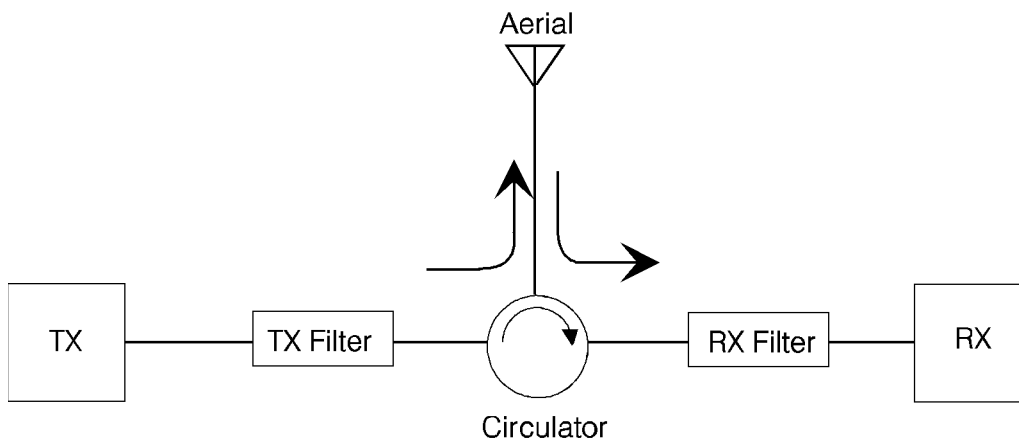 Aerial
TX
TX Filter
RX Filter
RX
Circulator